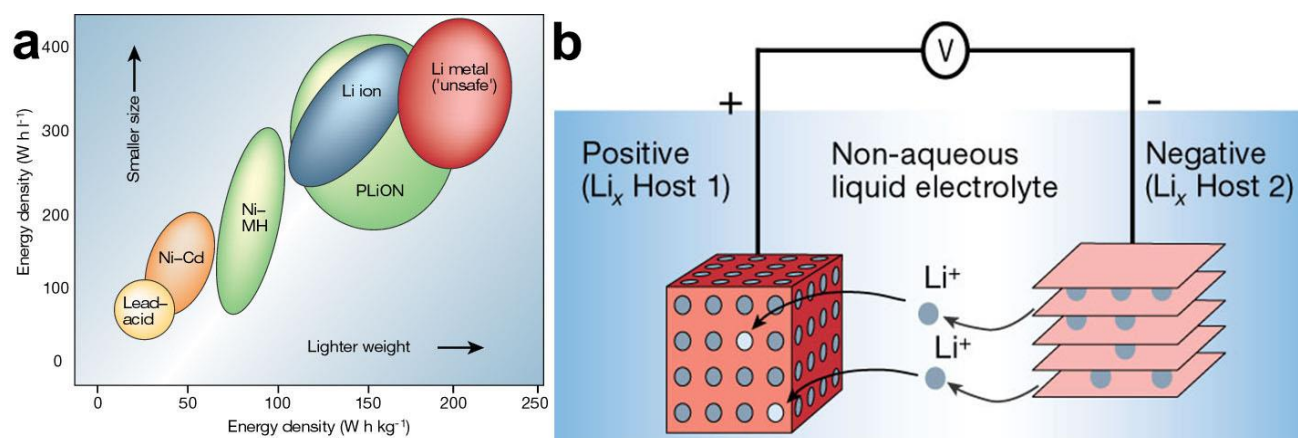 a
400
300
200
100
0
Energy density (W h l⁻¹)
Smaller size
Lead–
acid
Ni–Cd
Ni–
MH
Li ion
PLiON
Li metal
('unsafe')
Lighter weight
0
50
100
150
200
250
Energy density (W h kg⁻¹)
b
V
+
-
Positive
(Liₓ Host 1)
Non-aqueous
liquid electrolyte
Negative
(Liₓ Host 2)
Li⁺
Li⁺